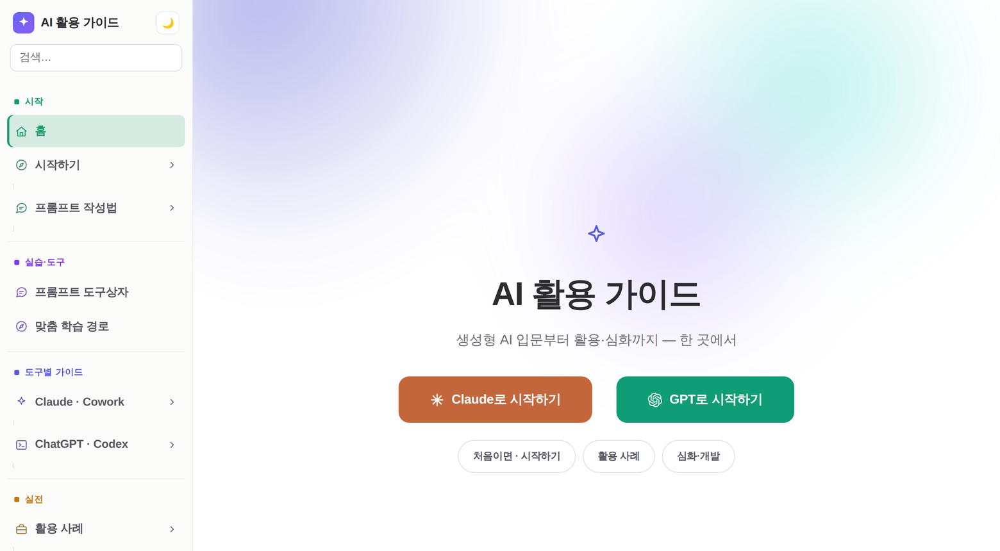 AI 활용 가이드
검색...
시작
홈
시작하기
프롬프트 작성법
실습·도구
프롬프트 도구상자
맞춤 학습 경로
도구별 가이드
Claude · Cowork
ChatGPT · Codex
실전
활용 사례
AI 활용 가이드
생성형 AI 입문부터 활용·심화까지 — 한 곳에서
Claude로 시작하기
GPT로 시작하기
처음이면 · 시작하기
활용 사례
심화·개발